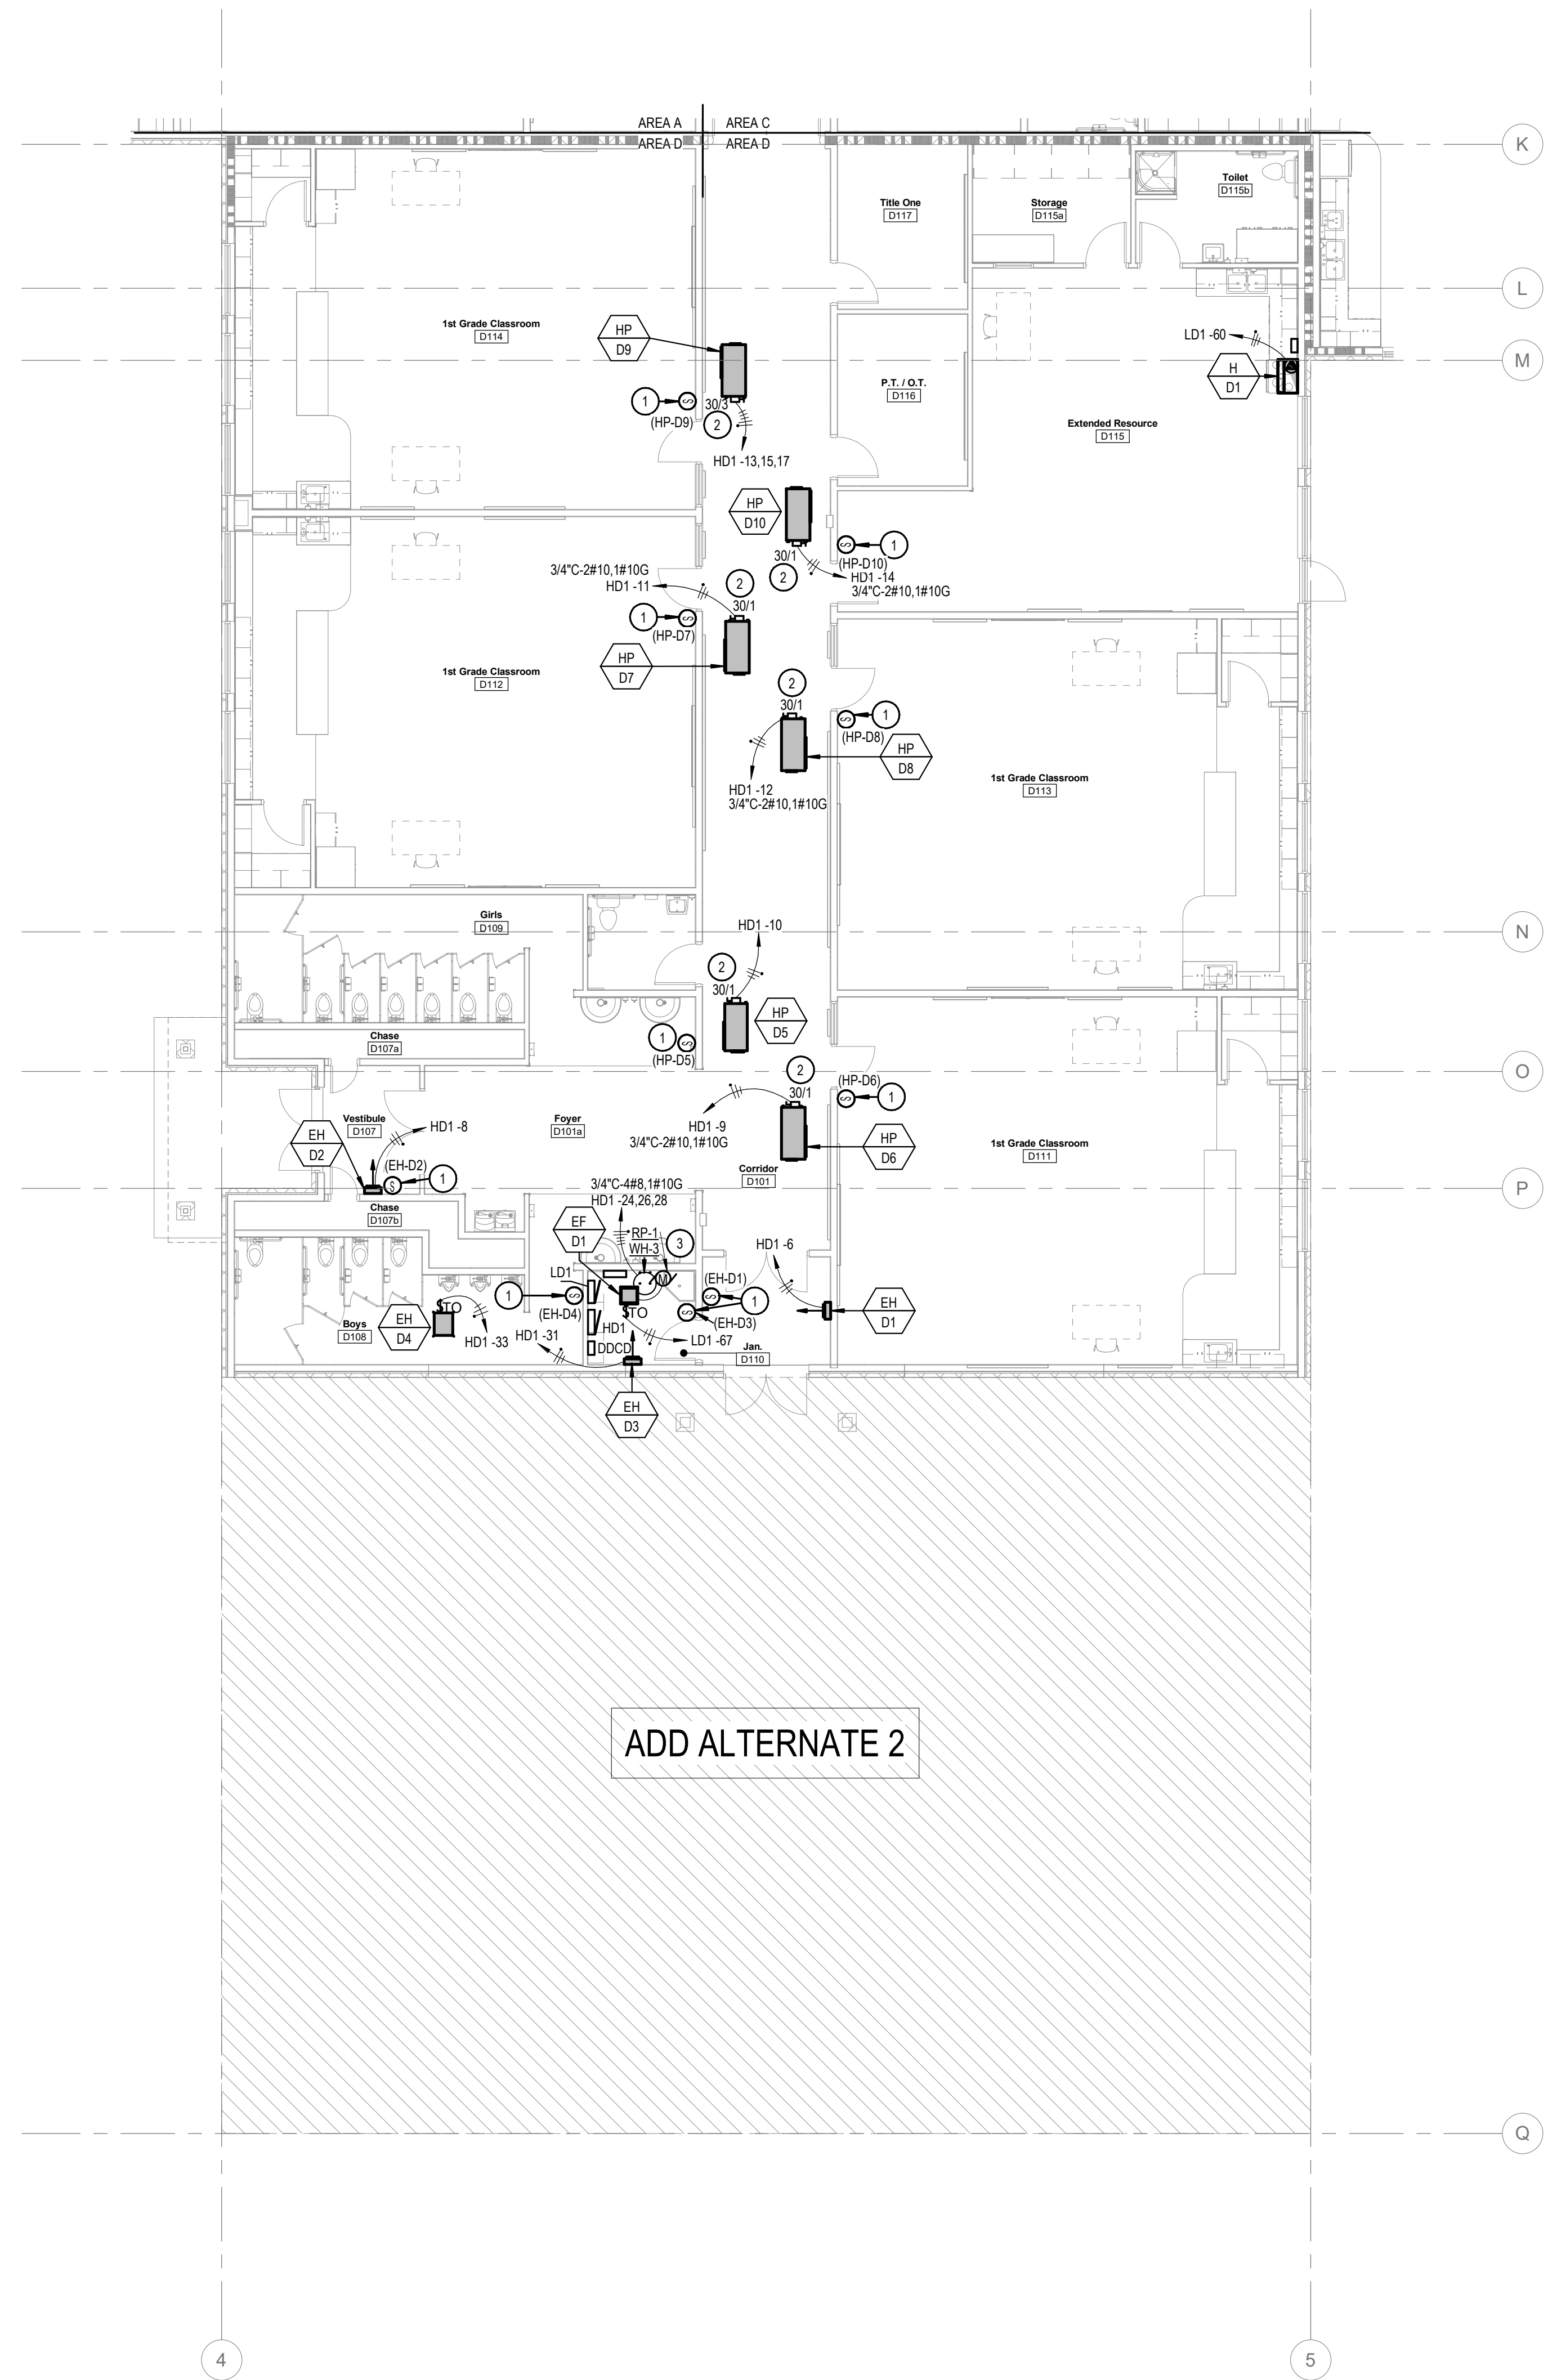 AREA A
AREA C
AREA D
AREA D
K
Title One
D117
Storage
D115a
Toilet
D115b
L
1st Grade Classroom
D114
HP
D9
LD1 -60
M
H
D1
P.T. / O.T.
D116
1
S
30/3
(HP-D9)
2
HD1 -13,15,17
Extended Resource
D115
HP
D10
S
1
30/1
(HP-D10)
2
HD1 -14
3/4"C-2#10,1#10G
3/4"C-2#10,1#10G
HD1 -11
2
30/1
1
S
(HP-D7)
HP
D7
1st Grade Classroom
D112
2
30/1
S
1
(HP-D8)
HP
D8
HD1 -12
3/4"C-2#10,1#10G
1st Grade Classroom
D113
Girls
D109
HD1 -10
N
2
30/1
HP
D5
1
S
(HP-D5)
Chase
D107a
O
2
30/1
(HP-D6)
S
1
Vestibule
D107
HD1 -8
Foyer
D101a
HD1 -9
3/4"C-2#10,1#10G
HP
D6
1st Grade Classroom
D111
EH
D2
(EH-D2)
S
1
Corridor
D101
P
3/4"C-4#8,1#10G
HD1 -24,26,28
Chase
D107b
EF
D1
RP-1
WH-3
3
HD1 -6
LD1
M
(EH-D1)
1
S
(EH-D4)
S
1
S
(EH-D3)
EH
D1
$TO
$TO
Boys
D108
EH
D4
HD1 -33
HD1 -31
HD1
DDCD
LD1 -67
Jan.
D110
EH
D3
ADD ALTERNATE 2
Q
4
5